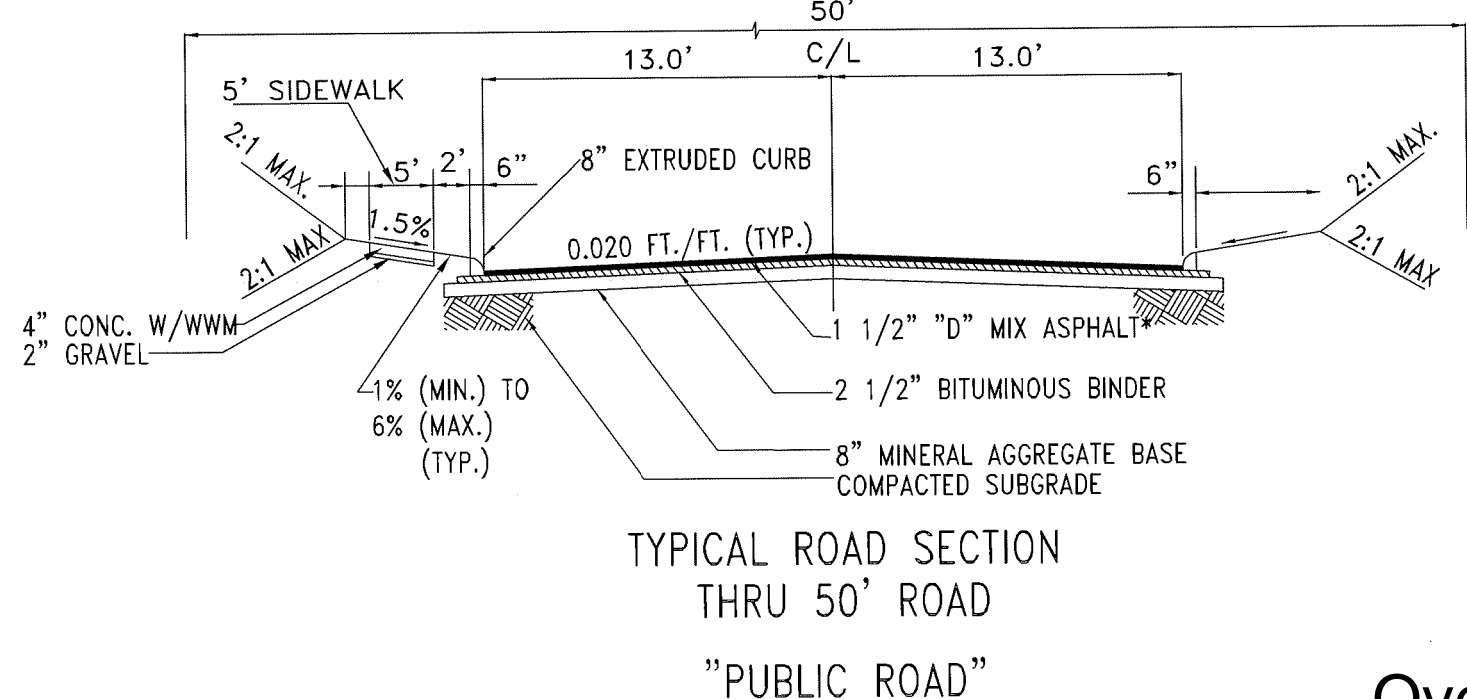 50'
13.0'
C/L
13.0'
5' SIDEWALK
2:1 MAX.
5'
2'
6”
8” EXTRUDED CURB
6”
2:1 MAX.
1.5%
0.020 FT./FT. (TYP.)
2:1 MAX
2:1 MAX
4” CONC. W/WWM
2” GRAVEL
1 1/2” "D" MIX ASPHALT*
1% (MIN.) TO
6% (MAX.)
(TYP.)
2 1/2” BITUMINOUS BINDER
8” MINERAL AGGREGATE BASE
COMPACTED SUBGRADE
TYPICAL ROAD SECTION
THRU 50' ROAD
"PUBLIC ROAD"